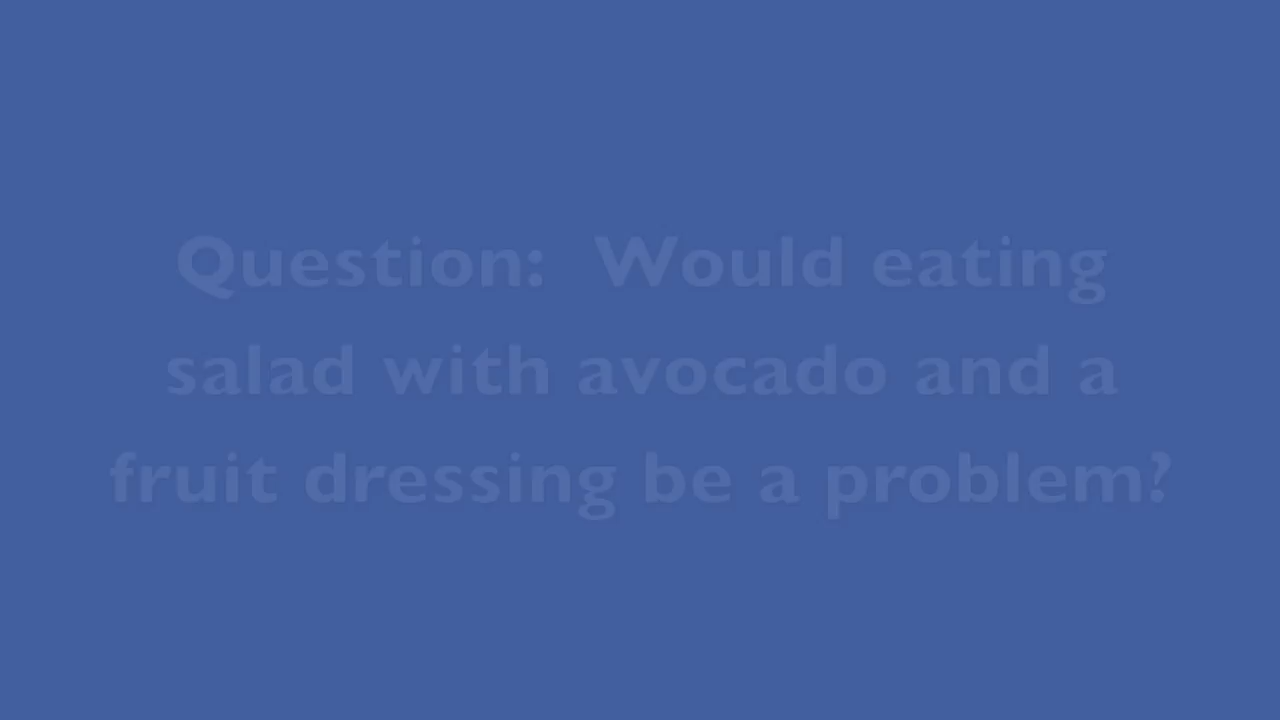 Question:  Would eating
salad with avocado and a
fruit dressing be a problem?